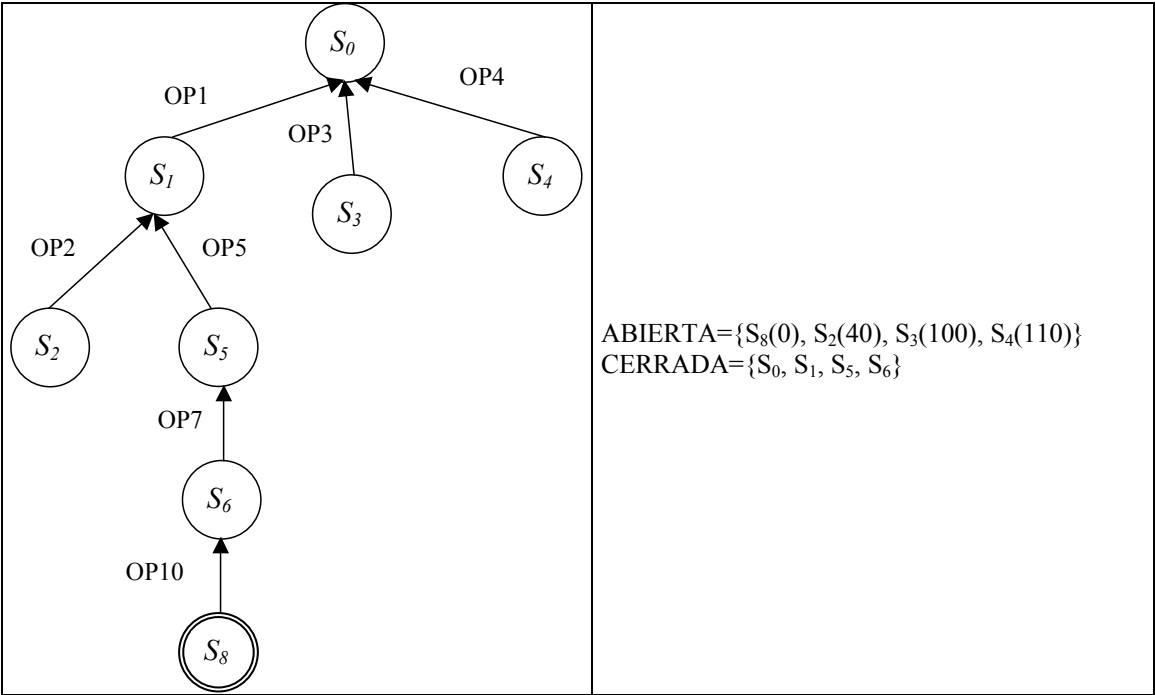 S₀
OP1
OP4
OP3
S₁
S₃
S₄
OP2
OP5
S₂
S₅
ABIERTA={S₈(0), S₂(40), S₃(100), S₄(110)}
CERRADA={S₀, S₁, S₅, S₆}
OP7
S₆
OP10
S₈